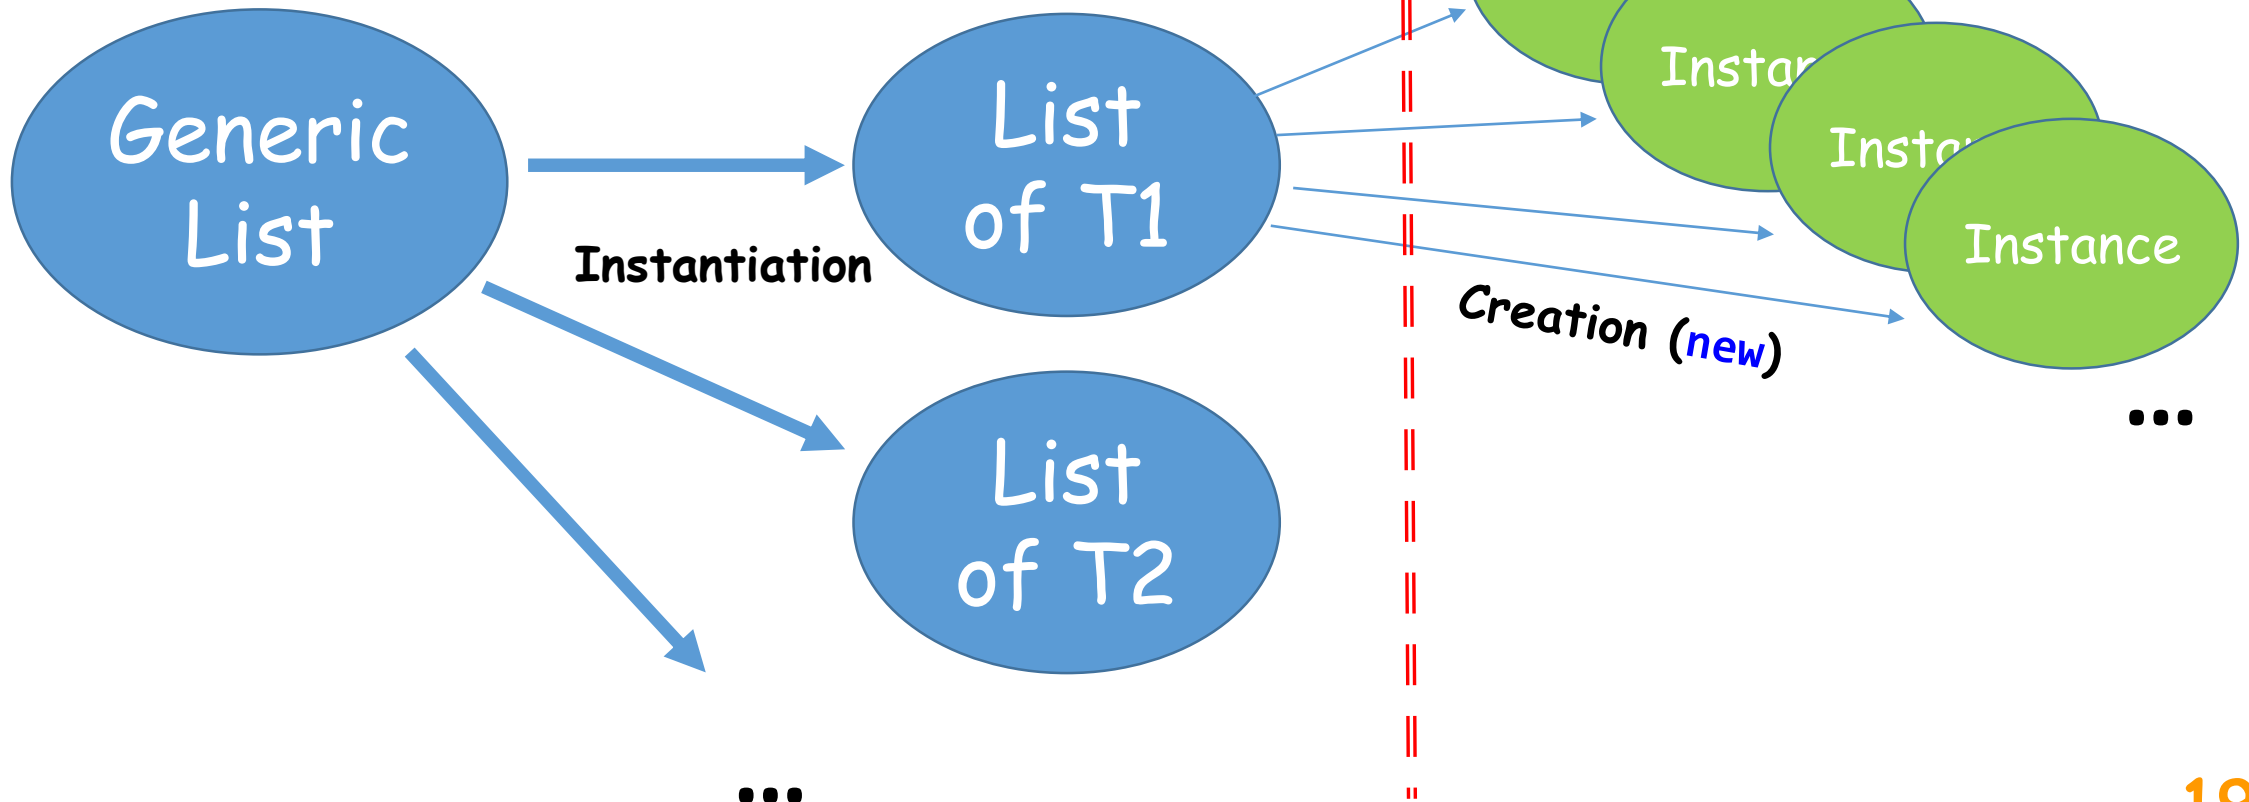 Generic
List
Instantiation
List
of T1
List
of T2
...
Creation (new)
Instance
...